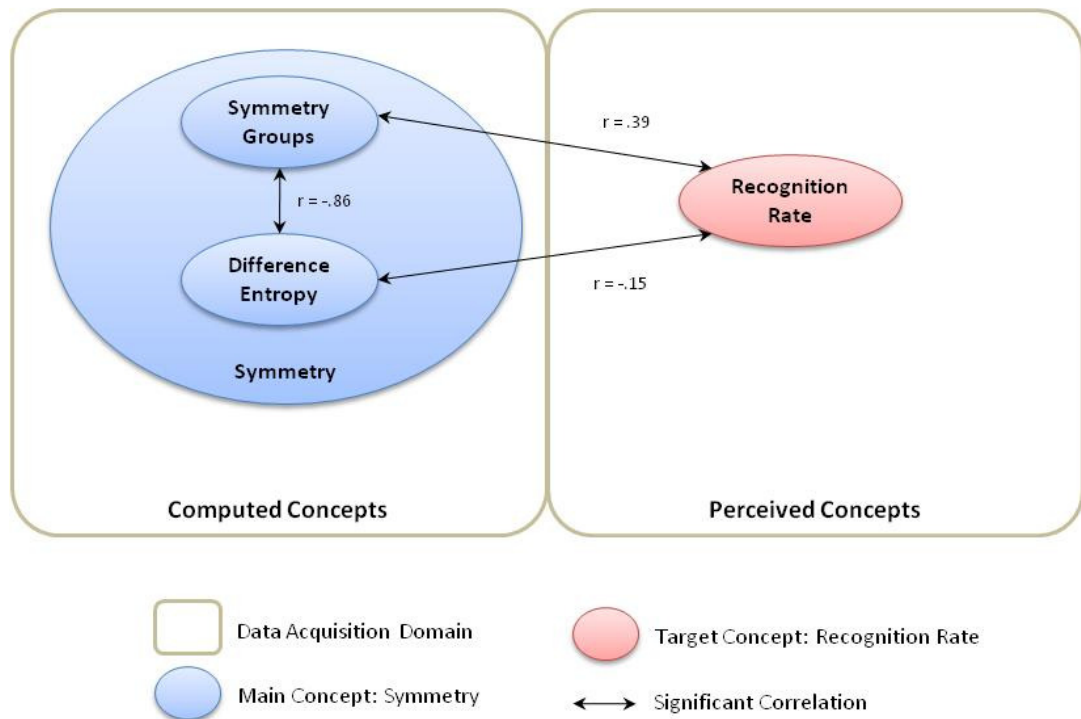 Symmetry
Groups
r = .39
Recognition
Rate
r = -.86
Difference
Entropy
r = -.15
Symmetry
Computed Concepts
Perceived Concepts
Data Acquisition Domain
Target Concept: Recognition Rate
Main Concept: Symmetry
Significant Correlation